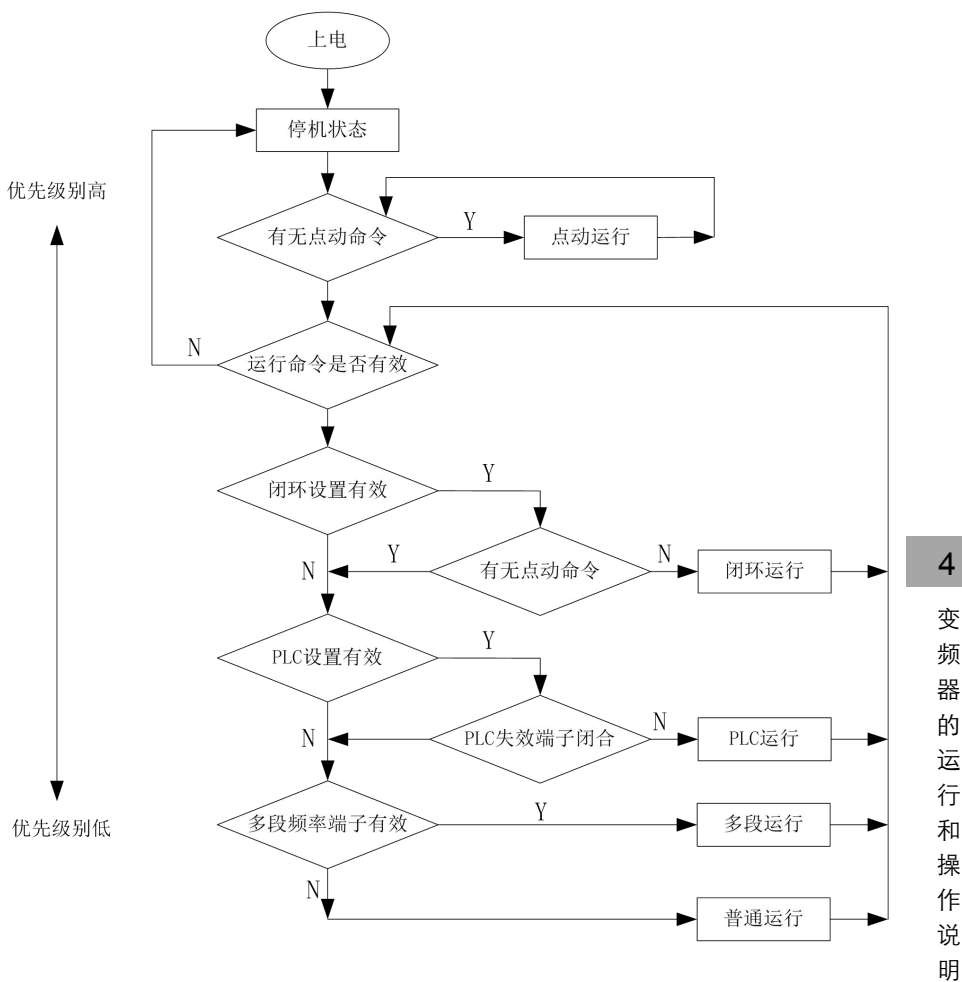 上电
停机状态
优先级别高
有无点动命令
Y
点动运行
N
运行命令是否有效
闭环设置有效
Y
有无点动命令
Y
N
闭环运行
N
PLC设置有效
Y
PLC失效端子闭合
N
PLC运行
N
多段频率端子有效
Y
多段运行
优先级别低
N
普通运行
4
变频器的运行和操作说明